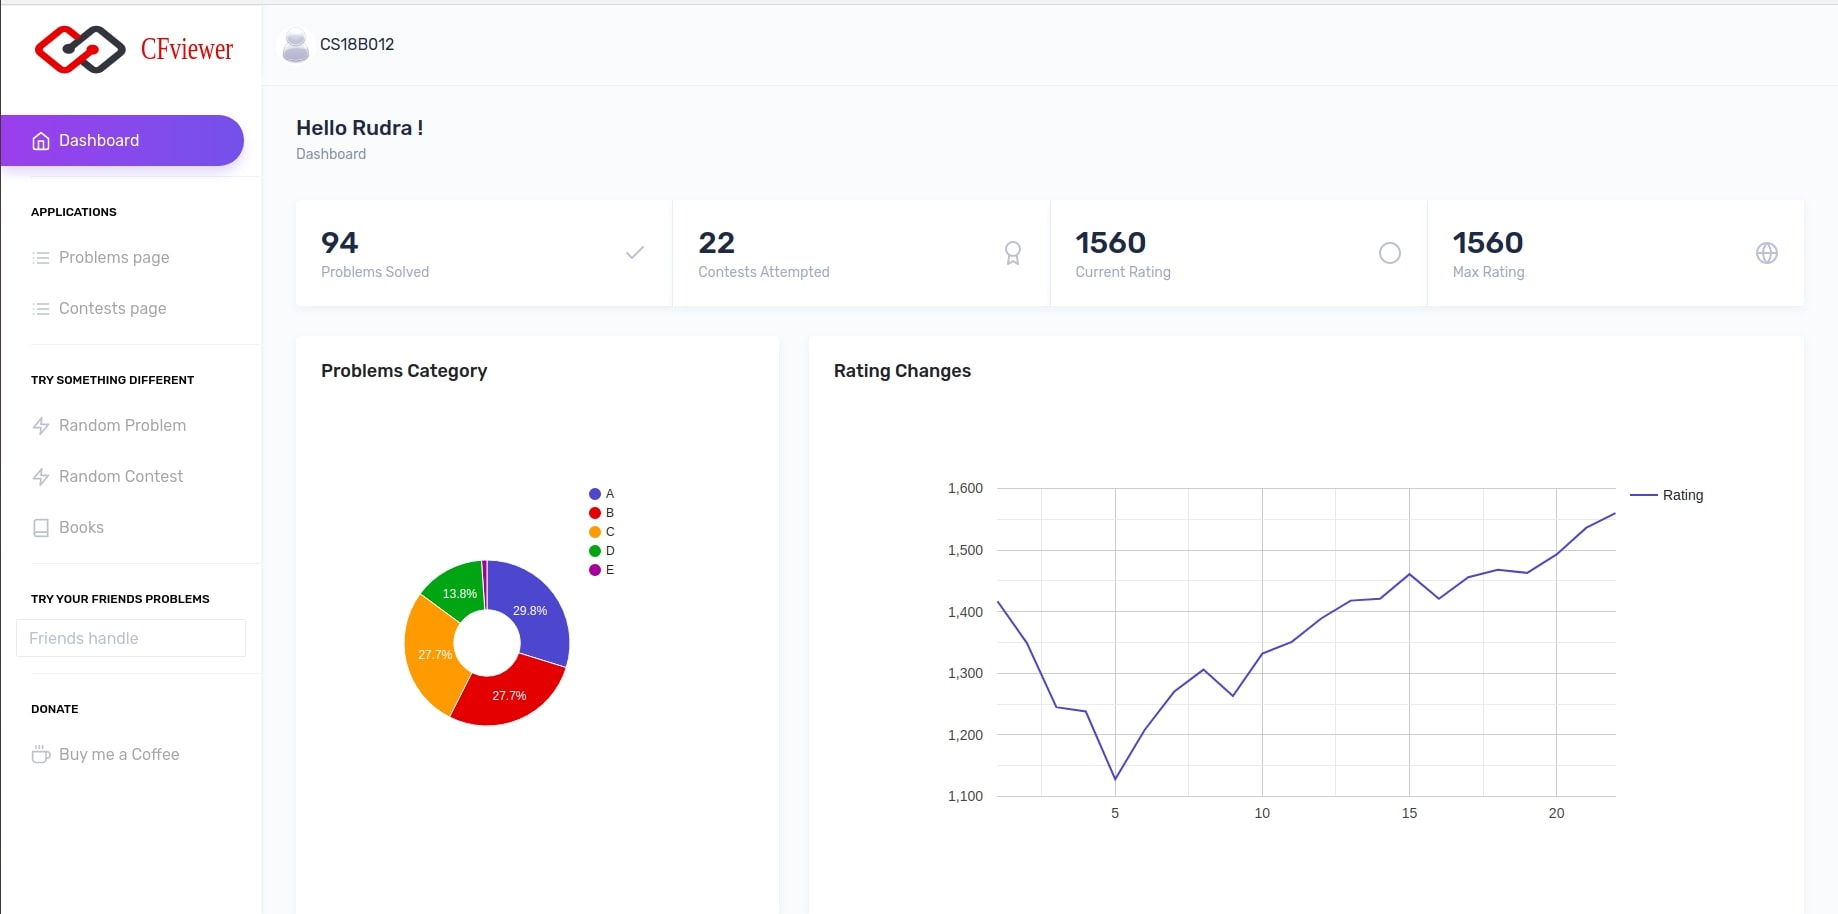 CFviewer
CS18B012
Dashboard
APPLICATIONS
Problems page
Contests page
TRY SOMETHING DIFFERENT
Random Problem
Random Contest
Books
TRY YOUR FRIENDS PROBLEMS
Friends handle
DONATE
Buy me a Coffee
Hello Rudra !
Dashboard
94
Problems Solved
22
Contests Attempted
1560
Current Rating
1560
Max Rating
Problems Category
A
B
C
D
E
13.8%
29.8%
27.7%
27.7%
Rating Changes
1,600
1,500
1,400
1,300
1,200
1,100
5 10 15 20
Rating